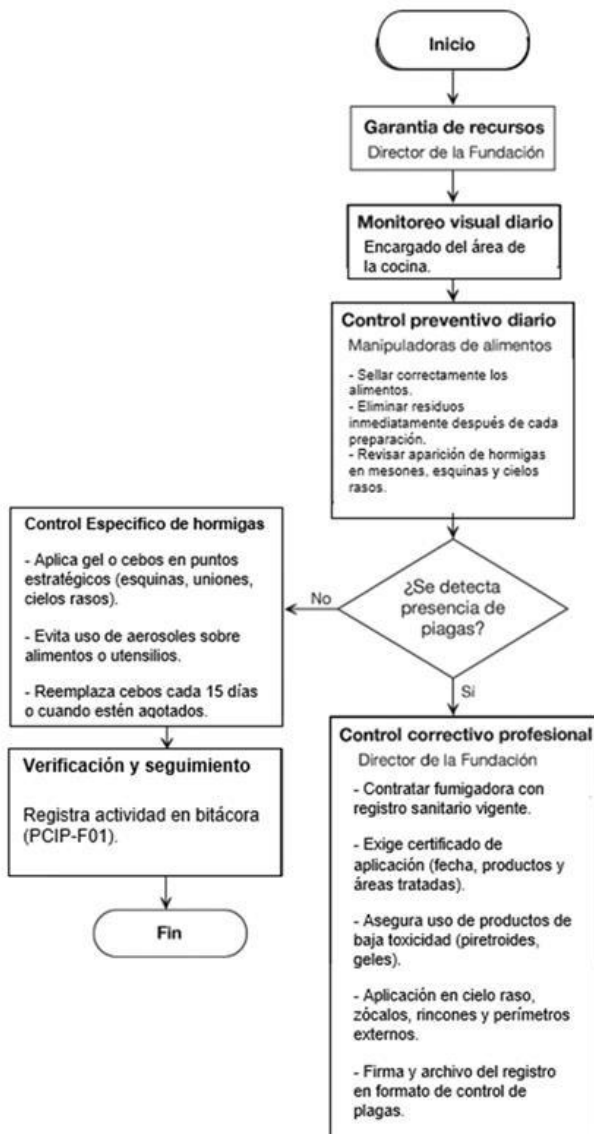 Inicio
Garantia de recursos
Director de la Fundación
Monitoreo visual diario
Encargado del área de
la cocina.
Control preventivo diario
Manipuladoras de alimentos
- Sellar correctamente los
alimentos.
- Eliminar residuos
inmediatamente después de cada
preparación.
- Revisar aparición de hormigas
en mesones, esquinas y cielos
rasos.
¿Se detecta
presencia de
plagas?
No
Control Especifico de hormigas
- Aplica gel o cebos en puntos
estratégicos (esquinas, uniones,
cielos rasos).
- Evita uso de aerosoles sobre
alimentos o utensilios.
- Reemplaza cebos cada 15 días
o cuando estén agotados.
Verificación y seguimiento
Registra actividad en bitácora
(PCIP-F01).
Fin
Sí
Control correctivo profesional
Director de la Fundación
- Contratar fumigadora con
registro sanitario vigente.
- Exige certificado de
aplicación (fecha, productos y
áreas tratadas).
- Asegura uso de productos de
baja toxicidad (piretroides,
geles).
- Aplicación en cielo raso,
zócalos, rincones y perímetros
externos.
- Firma y archivo del registro
en formato de control de
plagas.